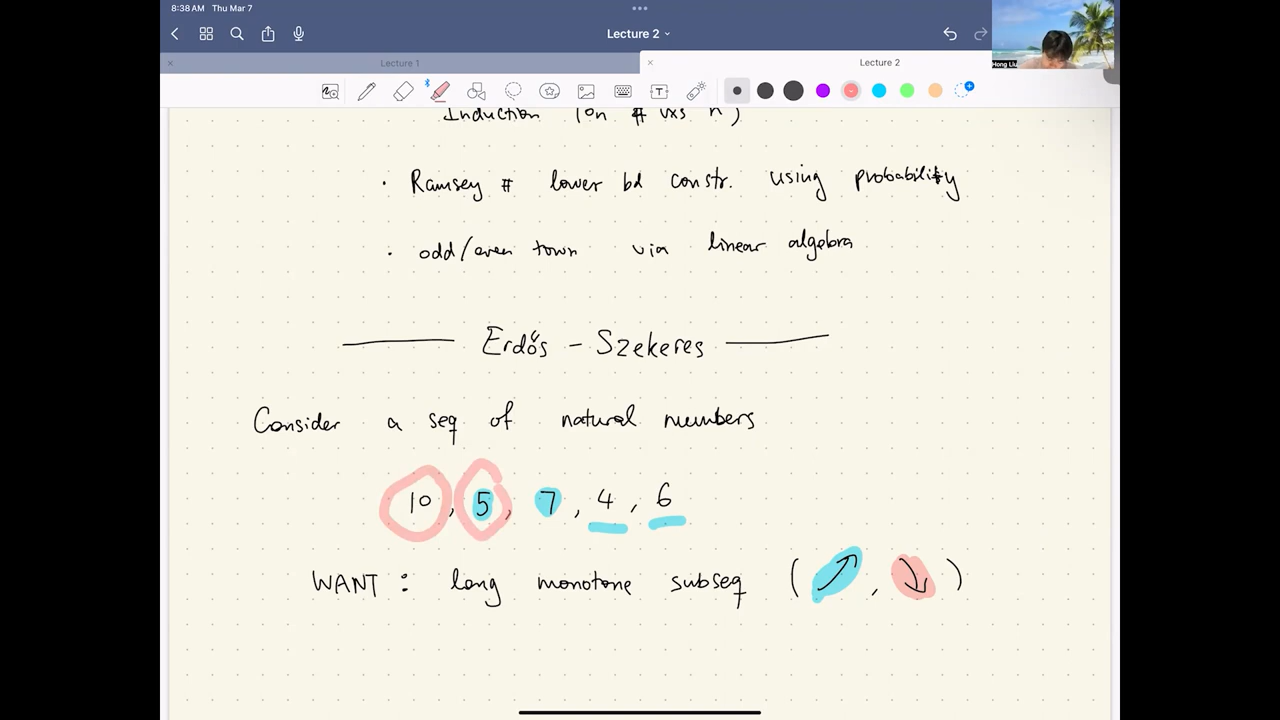 8:38 AM Thu Mar 7
Lecture 2
Lecture 1
Lecture 2
Hong Liu
Induction (on # vxs n)
· Ramsey # lower bd constr. using probability
· odd/even town via linear algebra
Erdős - Szekeres
Consider a seq of natural numbers
10, 5, 7, 4, 6
WANT : long monotone subseq (↗, ↘)